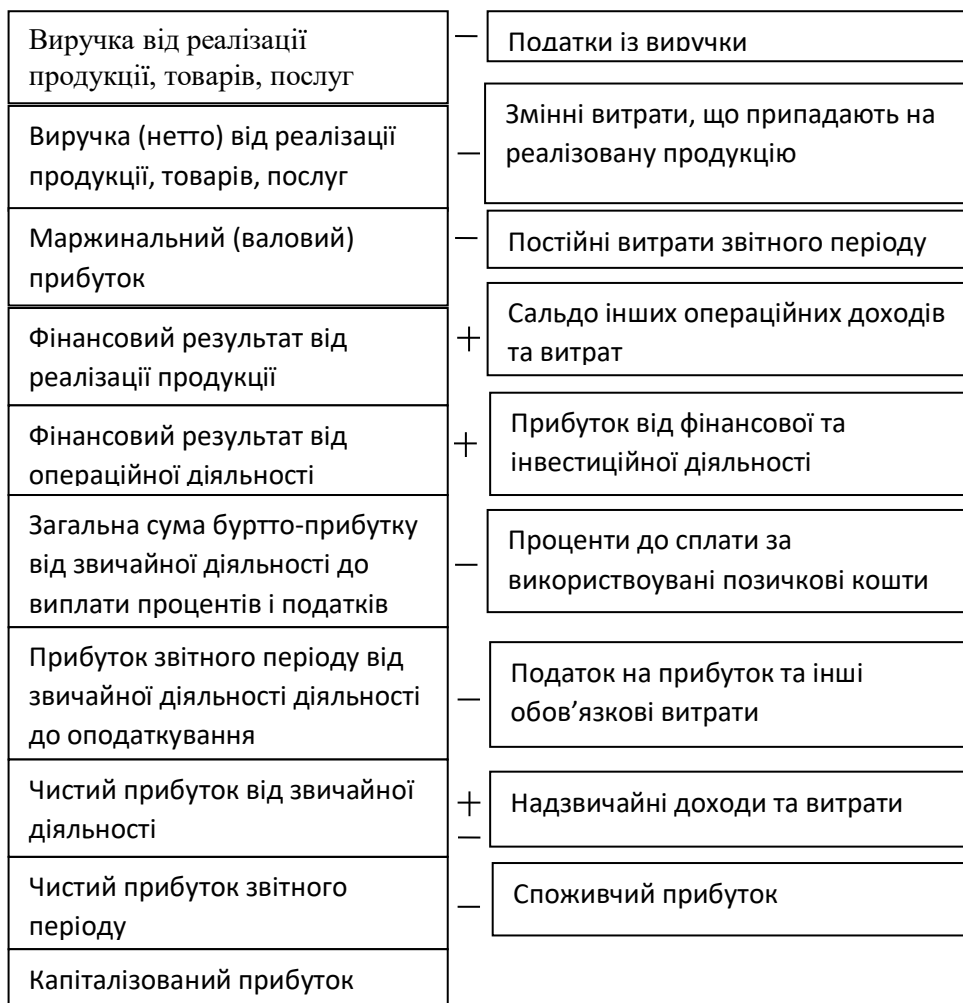 Виручка від реалізації
продукції, товарів, послуг
−
Податки із виручки
Виручка (нетто) від реалізації
продукції, товарів, послуг
−
Змінні витрати, що припадають на
реалізовану продукцію
Маржинальний (валовий)
прибуток
−
Постійні витрати звітного періоду
Фінансовий результат від
реалізації продукції
+
Сальдо інших операційних доходів
та витрат
Фінансовий результат від
операційної діяльності
+
Прибуток від фінансової та
інвестиційної діяльності
Загальна сума буртто-прибутку
від звичайної діяльності до
виплати процентів і податків
−
Проценти до сплати за
використвоувані позичкові кошти
Прибуток звітного періоду від
звичайної діяльності діяльності
до оподаткування
−
Податок на прибуток та інші
обов’язкові витрати
Чистий прибуток від звичайної
діяльності
+
−
Надзвичайні доходи та витрати
Чистий прибуток звітного
періоду
−
Споживчий прибуток
Капіталізований прибуток